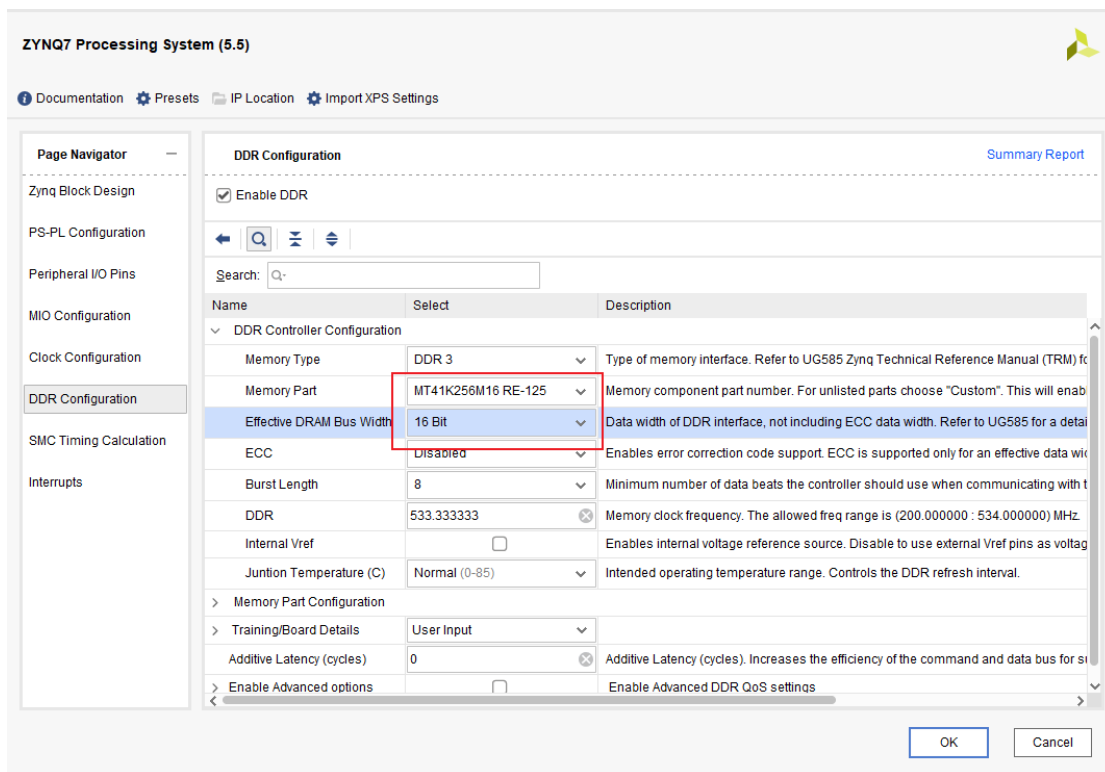 ZYNQ7 Processing System (5.5)
Documentation Presets IP Location Import XPS Settings
Page Navigator
Zynq Block Design
PS-PL Configuration
Peripheral I/O Pins
MIO Configuration
Clock Configuration
DDR Configuration
SMC Timing Calculation
Interrupts
DDR Configuration Summary Report
Enable DDR
Search:
Name Select Description
DDR Controller Configuration
Memory Type DDR 3 Type of memory interface. Refer to UG585 Zynq Technical Reference Manual (TRM) fo
Memory Part MT41K256M16 RE-125 Memory component part number. For unlisted parts choose "Custom". This will enab
Effective DRAM Bus Width 16 Bit Data width of DDR interface, not including ECC data width. Refer to UG585 for a detai
ECC Disabled Enables error correction code support. ECC is supported only for an effective data wid
Burst Length 8 Minimum number of data beats the controller should use when communicating with t
DDR 533.333333 Memory clock frequency. The allowed freq range is (200.000000 : 534.000000) MHz.
Internal Vref Enables internal voltage reference source. Disable to use external Vref pins as voltag
Juntion Temperature (C) Normal (0-85) Intended operating temperature range. Controls the DDR refresh interval.
Memory Part Configuration
Training/Board Details User Input
Additive Latency (cycles) 0 Additive Latency (cycles). Increases the efficiency of the command and data bus for su
Enable Advanced options Enable Advanced DDR QoS settings
OK Cancel